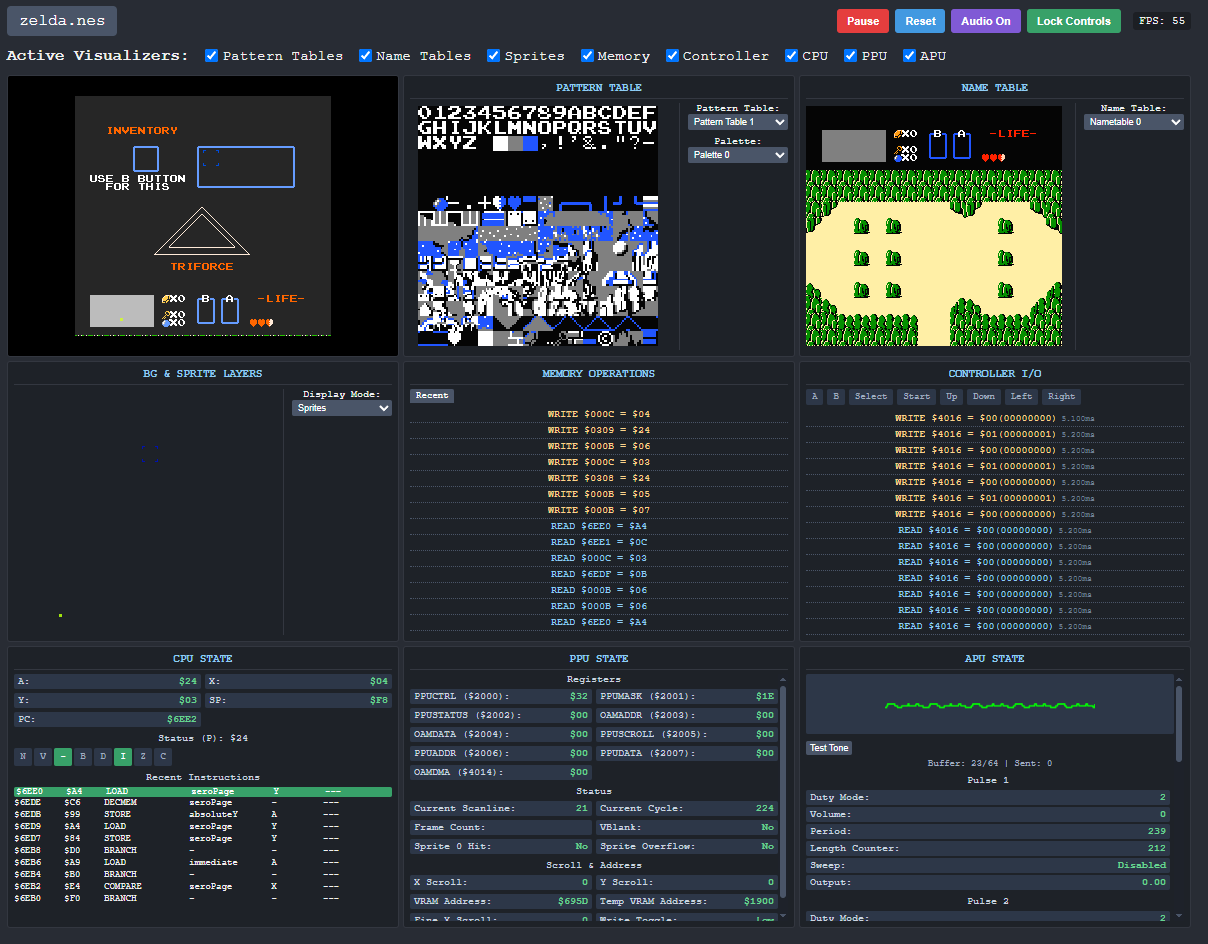 zelda.nes
Pause Reset Audio On Lock Controls FPS: 55
Active Visualizers: Pattern Tables Name Tables Sprites Memory Controller CPU PPU APU
INVENTORY
USE B BUTTON
FOR THIS
TRIFORCE
X0 B A -LIFE-
X0
X0
PATTERN TABLE
0123456789ABCDEF
GHIJKLMNOPQRSTUV
WXYZ ,!'&."?-
Pattern Table:
Pattern Table 1
Palette:
Palette 0
NAME TABLE
X0 B A -LIFE-
X0
X0
Name Table:
Nametable 0
BG & SPRITE LAYERS
Display Mode:
Sprites
MEMORY OPERATIONS
Recent
WRITE $000C = $04
WRITE $0309 = $24
WRITE $000B = $06
WRITE $000C = $03
WRITE $0308 = $24
WRITE $000B = $05
WRITE $000B = $07
READ $6EE0 = $A4
READ $6EE1 = $0C
READ $000C = $03
READ $6EDF = $0B
READ $000B = $06
READ $000B = $06
READ $6EE0 = $A4
CONTROLLER I/O
A B Select Start Up Down Left Right
WRITE $4016 = $00(00000000) 5.100ms
WRITE $4016 = $01(00000001) 5.200ms
WRITE $4016 = $00(00000000) 5.200ms
WRITE $4016 = $01(00000001) 5.200ms
WRITE $4016 = $00(00000000) 5.200ms
WRITE $4016 = $01(00000001) 5.200ms
WRITE $4016 = $00(00000000) 5.200ms
READ $4016 = $00(00000000) 5.200ms
READ $4016 = $00(00000000) 5.200ms
READ $4016 = $00(00000000) 5.200ms
READ $4016 = $00(00000000) 5.200ms
READ $4016 = $00(00000000) 5.200ms
READ $4016 = $00(00000000) 5.200ms
READ $4016 = $00(00000000) 5.200ms
CPU STATE
A: $24 X: $04
Y: $03 SP: $F8
PC: $6EE2
Status (P): $24
N V - B D I Z C
Recent Instructions
$6EE0 $A4 LOAD zeroPage Y ---
$6EDE $C6 DECMEM zeroPage - ---
$6EDB $99 STORE absoluteY A ---
$6ED9 $A4 LOAD zeroPage Y ---
$6ED7 $84 STORE zeroPage Y ---
$6EB8 $D0 BRANCH - - ---
$6EB6 $A9 LOAD immediate A ---
$6EB4 $B0 BRANCH - - ---
$6EB2 $E4 COMPARE zeroPage X ---
$6EB0 $F0 BRANCH - - ---
PPU STATE
Registers
PPUCTRL ($2000): $32 PPUMASK ($2001): $1E
PPUSTATUS ($2002): $00 OAMADDR ($2003): $00
OAMDATA ($2004): $00 PPUSCROLL ($2005): $00
PPUADDR ($2006): $00 PPUDATA ($2007): $00
OAMDMA ($4014): $00
Status
Current Scanline: 21 Current Cycle: 224
Frame Count: VBlank: No
Sprite 0 Hit: No Sprite Overflow: No
Scroll & Address
X Scroll: 0 Y Scroll: 0
VRAM Address: $695D Temp VRAM Address: $1900
Fine X Scroll: 0 Write Toggle: Low
APU STATE
Test Tone
Buffer: 23/64 | Sent: 0
Pulse 1
Duty Mode: 2
Volume: 0
Period: 239
Length Counter: 212
Sweep: Disabled
Output: 0.00
Pulse 2
Duty Mode: 2